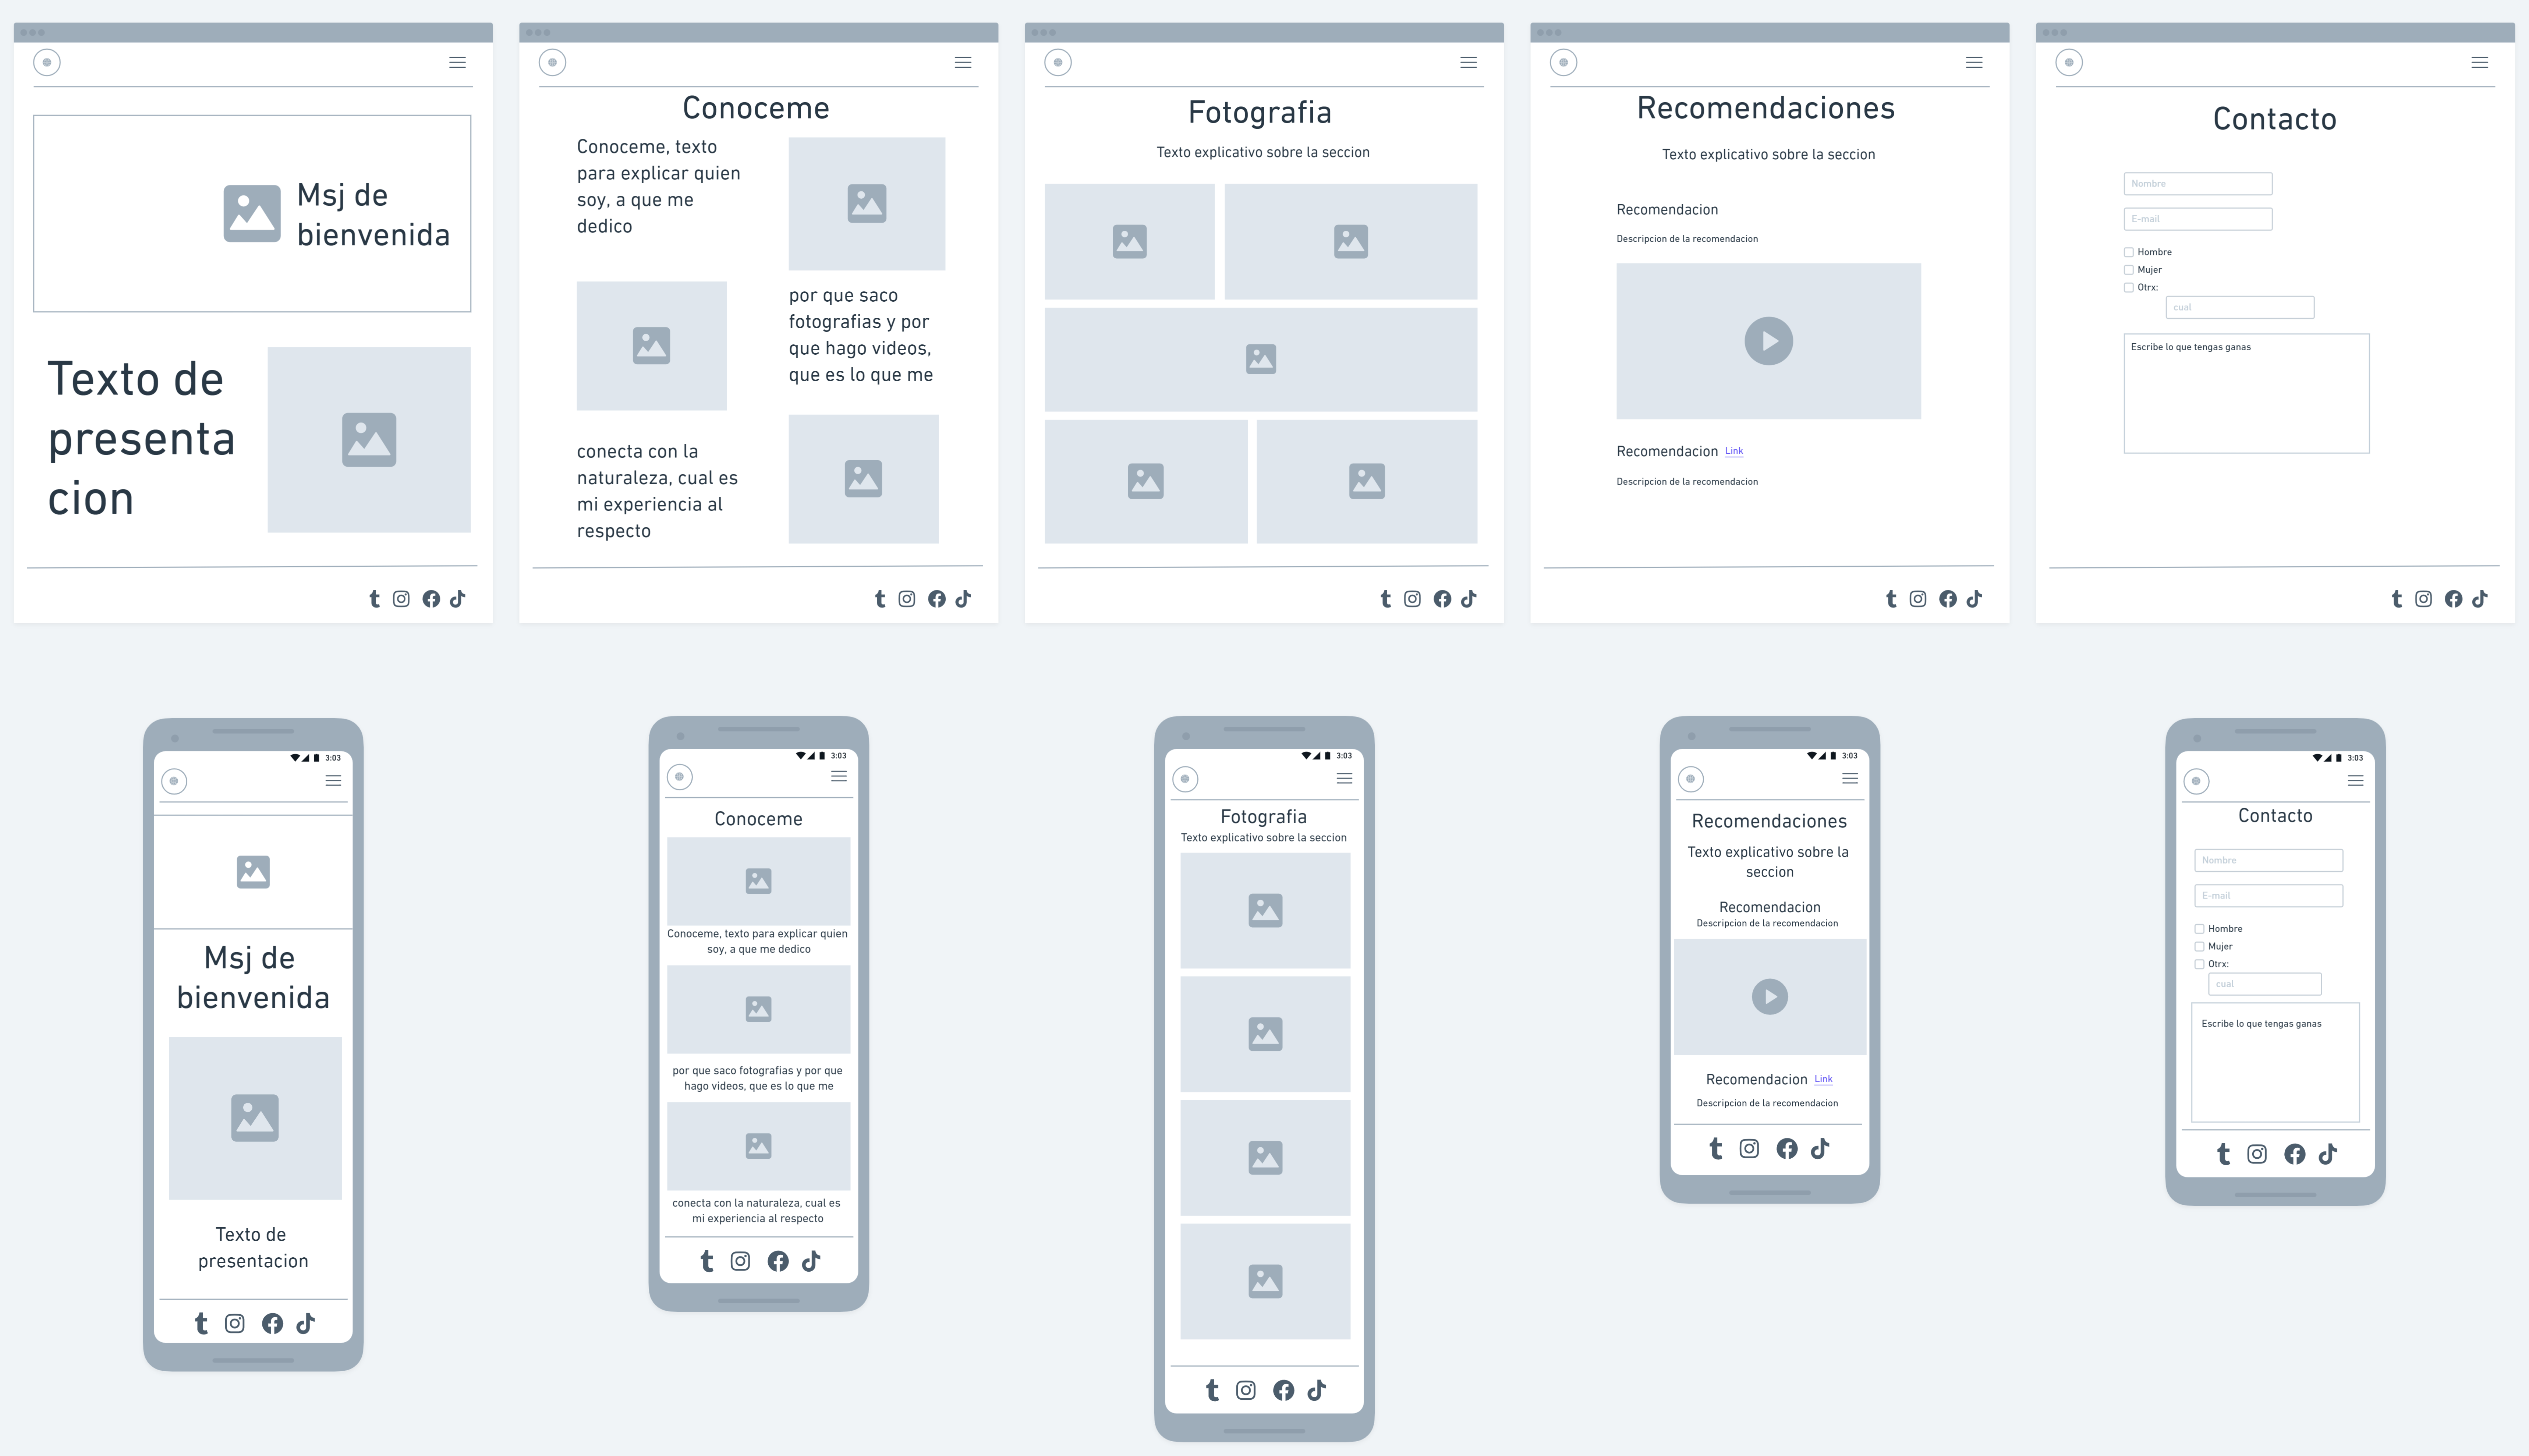 Msj de
bienvenida
Texto de
presenta
cion
Conoceme
Conoceme, texto
para explicar quien
soy, a que me
dedico
por que saco
fotografias y por
que hago videos,
que es lo que me
conecta con la
naturaleza, cual es
mi experiencia al
respecto
Fotografia
Texto explicativo sobre la seccion
Recomendaciones
Texto explicativo sobre la seccion
Recomendacion
Descripcion de la recomendacion
Recomendacion Link
Descripcion de la recomendacion
Contacto
Nombre
E-mail
Hombre
Mujer
Otrx:
cual
Escribe lo que tengas ganas
3:03
Msj de
bienvenida
Texto de
presentacion
3:03
Conoceme
Conoceme, texto para explicar quien
soy, a que me dedico
por que saco fotografias y por que
hago videos, que es lo que me
conecta con la naturaleza, cual es
mi experiencia al respecto
3:03
Fotografia
Texto explicativo sobre la seccion
3:03
Recomendaciones
Texto explicativo sobre la
seccion
Recomendacion
Descripcion de la recomendacion
Recomendacion Link
Descripcion de la recomendacion
3:03
Contacto
Nombre
E-mail
Hombre
Mujer
Otrx:
cual
Escribe lo que tengas ganas